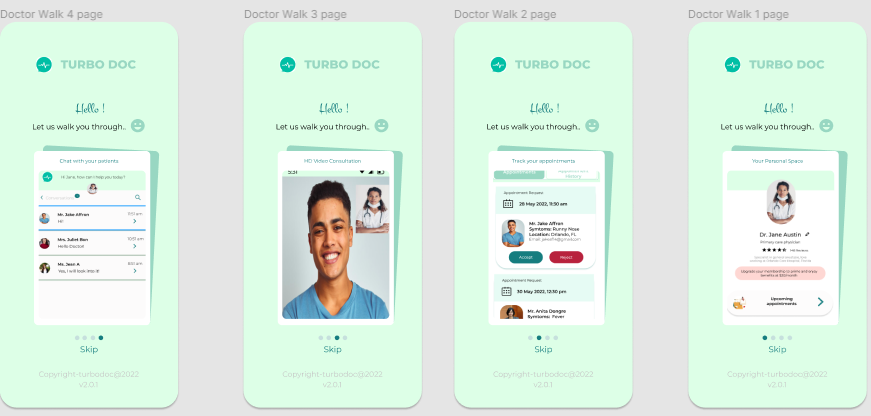 Doctor Walk 4 page
TURBO DOC
Hello !
Let us walk you through..
Chat with your patients
Hi Jane, how can I help you today?
Mr. Jake Affron
Hi!
Mrs. Juliet Bon
10:51 am
Hello Doctor!
Ms. Jean A
Yes, I will look into it!
Skip
Copyright-turbodoc@2022
v2.0.1
Doctor Walk 3 page
TURBO DOC
Hello !
Let us walk you through..
HD Video Consultation
5:31
Skip
Copyright-turbodoc@2022
v2.0.1
Doctor Walk 2 page
TURBO DOC
Hello !
Let us walk you through..
Track your appointments
Appointments
History
Appointment Request
28 May 2022, 11:30 am
Mr. Jake Affron
Symtoms: Runny Nose
Location: Orlando, FL
Accept
Reject
Appointment Request
30 May 2022, 12:30 pm
Mr. Anita Dongre
Symtoms: Fever
Skip
Copyright-turbodoc@2022
v2.0.1
Doctor Walk 1 page
TURBO DOC
Hello !
Let us walk you through..
Your Personal Space
Dr. Jane Austin
Primary care physician
Upcoming
appointments
Skip
Copyright-turbodoc@2022
v2.0.1